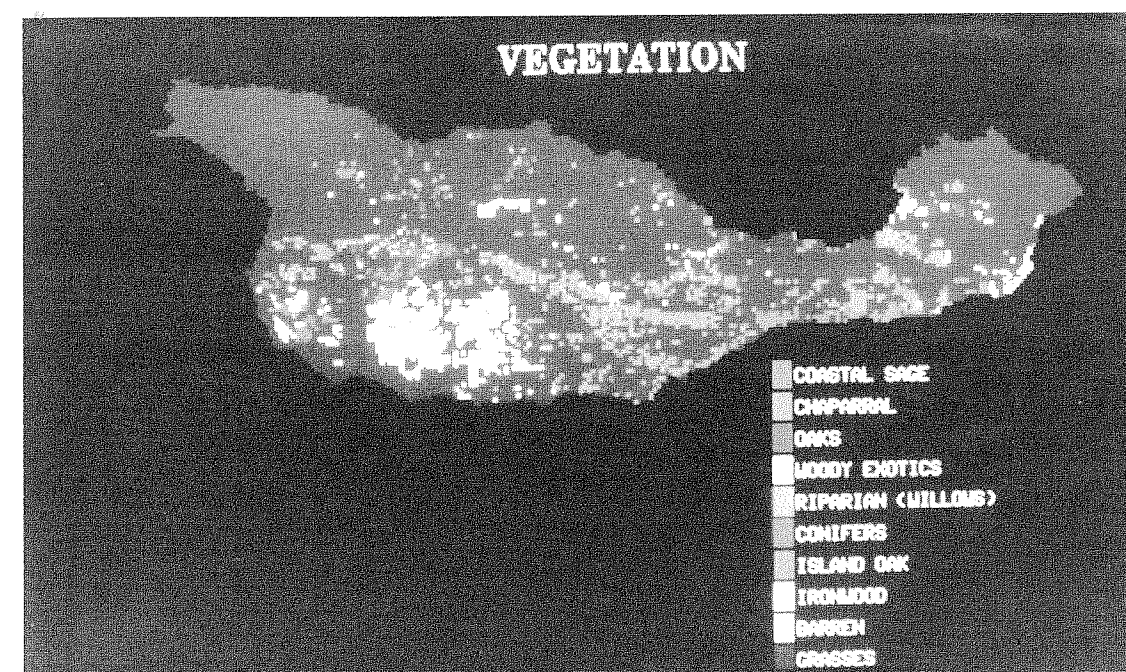 VEGETATION
COASTAL SAGE
CHAPARRAL
OAKS
WOODY EXOTICS
RIPARIAN (WILLOWS)
CONIFERS
ISLAND OAK
IRONWOOD
BARREN
GRASSES